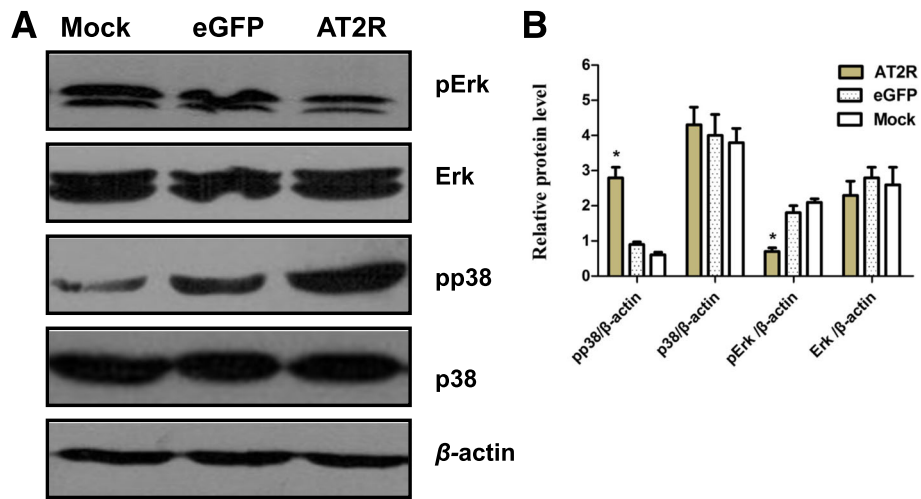 A
Mock eGFP AT2R
pErk
Erk
pp38
p38
β-actin
B
Relative protein level
6
5
4
3
2
1
0
*
*
AT2R
eGFP
Mock
pp38/β-actin
p38/β-actin
pErk /β-actin
Erk /β-actin